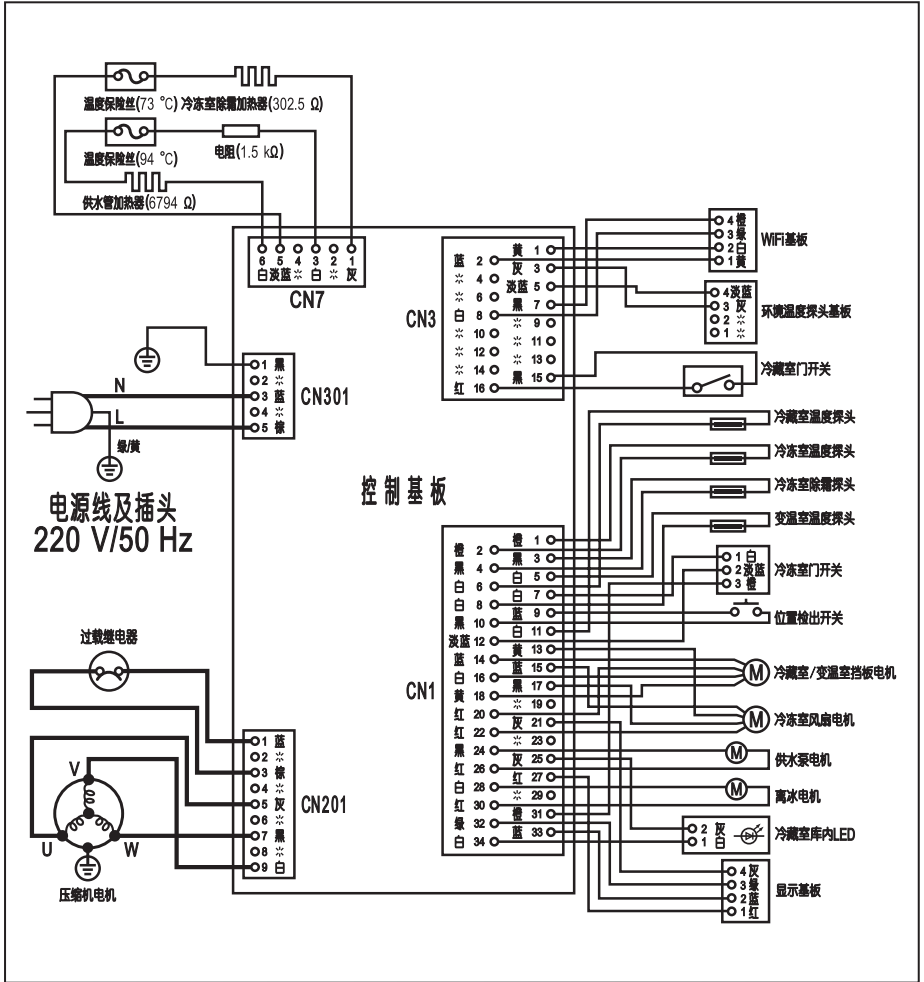 温度保险丝(73 °C) 冷冻室除霜加热器(302.5 Ω)
温度保险丝(94 °C)
电阻(1.5 kΩ)
供水管加热器(6794 Ω)
6 5 4 3 2 1
白 淡蓝 ※ 白 ※ 灰
CN7
N
L
绿/黄
电源线及插头
220 V/50 Hz
1 黑
2 ※
3 蓝
4 ※
5 棕
CN301
控制基板
过载继电器
V
U
W
压缩机电机
1 蓝
2 ※
3 棕
4 ※
5 灰
6 ※
7 黑
8 ※
9 白
CN201
CN3
黄 1
蓝 2
灰 3
※ 4
淡蓝 5
※ 6
黑 7
白 8
※ 9
※ 10
※ 11
※ 12
※ 13
※ 14
黑 15
红 16
4 橙
3 绿
2 白
1 黄
WiFi基板
4 淡蓝
3 灰
2 ※
1 ※
环境温度探头基板
冷藏室门开关
CN1
橙 1
橙 2
黑 3
黑 4
白 5
白 6
白 7
白 8
蓝 9
黑 10
白 11
淡蓝 12
黄 13
蓝 14
蓝 15
白 16
黑 17
黄 18
※ 19
红 20
灰 21
红 22
※ 23
黑 24
灰 25
红 26
红 27
白 28
※ 29
红 30
橙 31
绿 32
蓝 33
白 34
冷藏室温度探头
冷冻室温度探头
冷冻室除霜探头
变温室温度探头
1 白
2 淡蓝
3 橙
冷冻室门开关
位置检出开关
M
冷藏室/变温室挡板电机
M
冷冻室风扇电机
M
供水泵电机
M
离冰电机
2 灰
1 白
冷藏室库内LED
4 灰
3 绿
2 蓝
1 红
显示基板